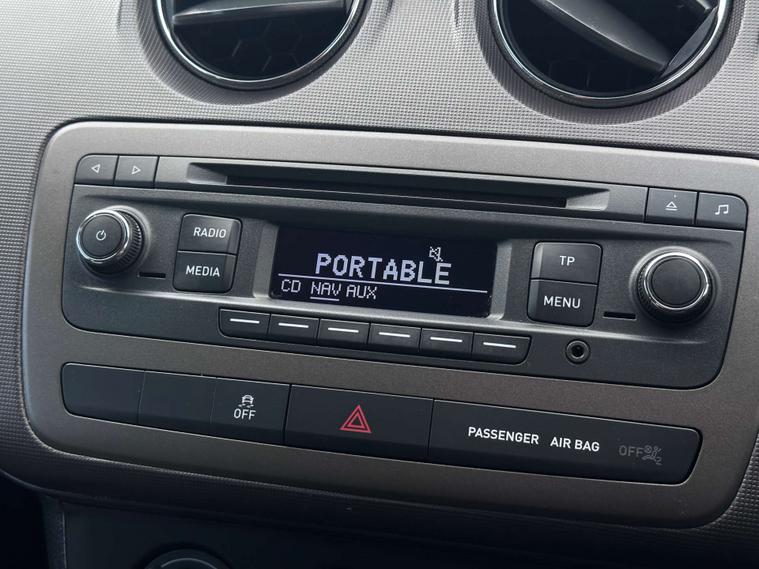 RADIO
MEDIA
PORTABLE
CD NAV AUX
TP
MENU
OFF
PASSENGER AIR BAG OFF